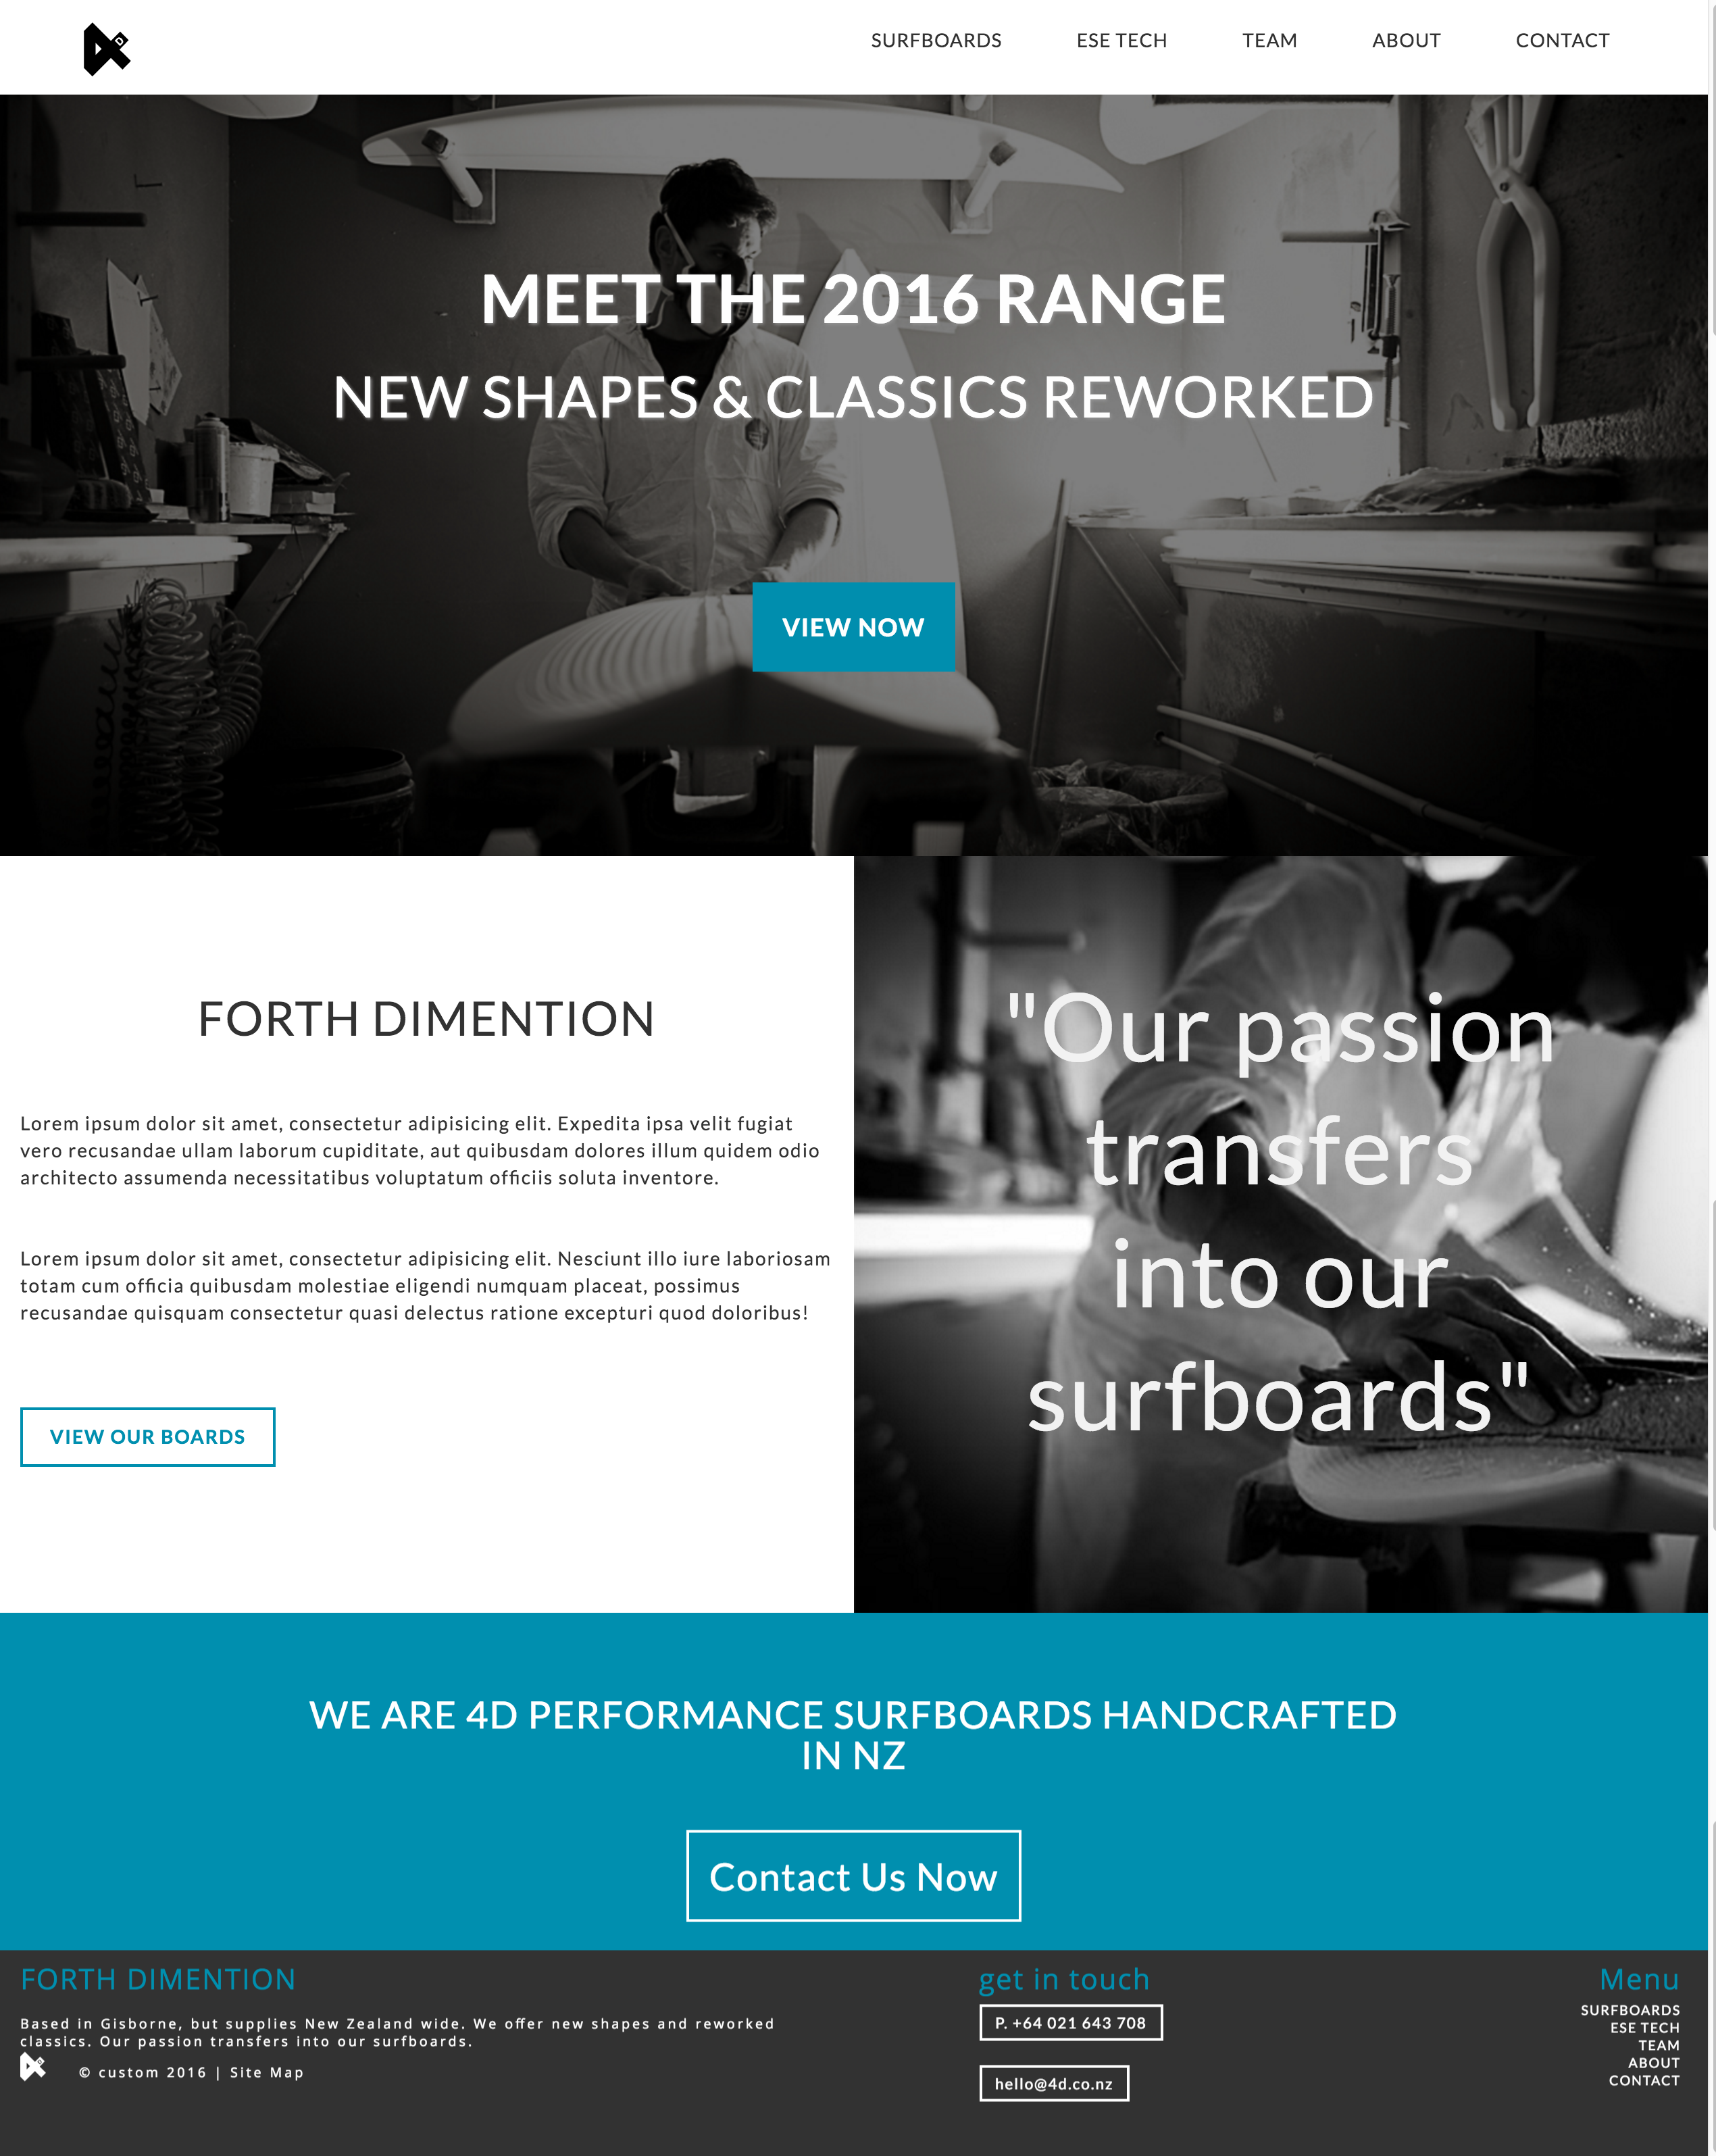 SURFBOARDS ESE TECH TEAM ABOUT CONTACT
MEET THE 2016 RANGE
NEW SHAPES & CLASSICS REWORKED
VIEW NOW
FORTH DIMENTION
Lorem ipsum dolor sit amet, consectetur adipisicing elit. Expedita ipsa velit fugiat
vero recusandae ullam laborum cupiditate, aut quibusdam dolores illum quidem odio
architecto assumenda necessitatibus voluptatum officiis soluta inventore.
Lorem ipsum dolor sit amet, consectetur adipisicing elit. Nesciunt illo iure laboriosam
totam cum officia quibusdam molestiae eligendi numquam placeat, possimus
recusandae quisquam consectetur quasi delectus ratione excepturi quod doloribus!
VIEW OUR BOARDS
"Our passion
transfers
into our
surfboards"
WE ARE 4D PERFORMANCE SURFBOARDS HANDCRAFTED
IN NZ
Contact Us Now
FORTH DIMENTION
Based in Gisborne, but supplies New Zealand wide. We offer new shapes and reworked
classics. Our passion transfers into our surfboards.
© custom 2016 | Site Map
get in touch
P. +64 021 643 708
hello@4d.co.nz
Menu
SURFBOARDS
ESE TECH
TEAM
ABOUT
CONTACT